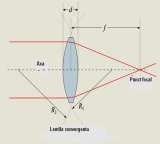 d
f
Axa
Punct focal
R₂
R₁
Lentila convergenta